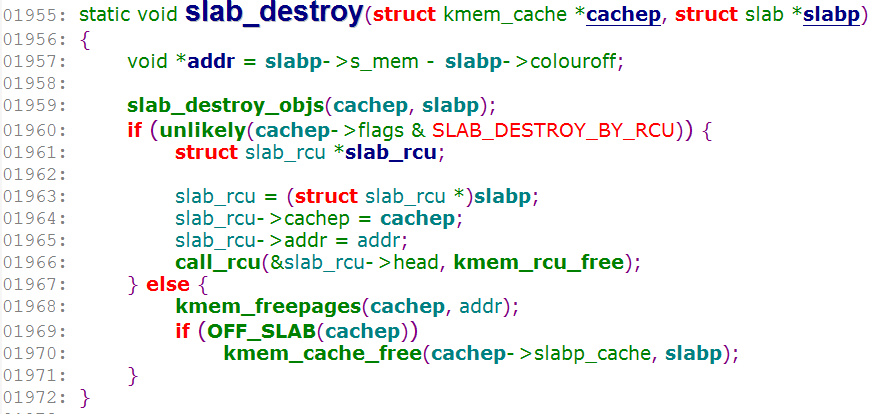 01955: static void slab_destroy(struct kmem_cache *cachep, struct slab *slabp)
01956: {
01957: void *addr = slabp->s_mem - slabp->colouroff;
01958:
01959: slab_destroy_objs(cachep, slabp);
01960: if (unlikely(cachep->flags & SLAB_DESTROY_BY_RCU)) {
01961: struct slab_rcu *slab_rcu;
01962:
01963: slab_rcu = (struct slab_rcu *)slabp;
01964: slab_rcu->cachep = cachep;
01965: slab_rcu->addr = addr;
01966: call_rcu(&slab_rcu->head, kmem_rcu_free);
01967: } else {
01968: kmem_freepages(cachep, addr);
01969: if (OFF_SLAB(cachep))
01970: kmem_cache_free(cachep->slabp_cache, slabp);
01971: }
01972: }